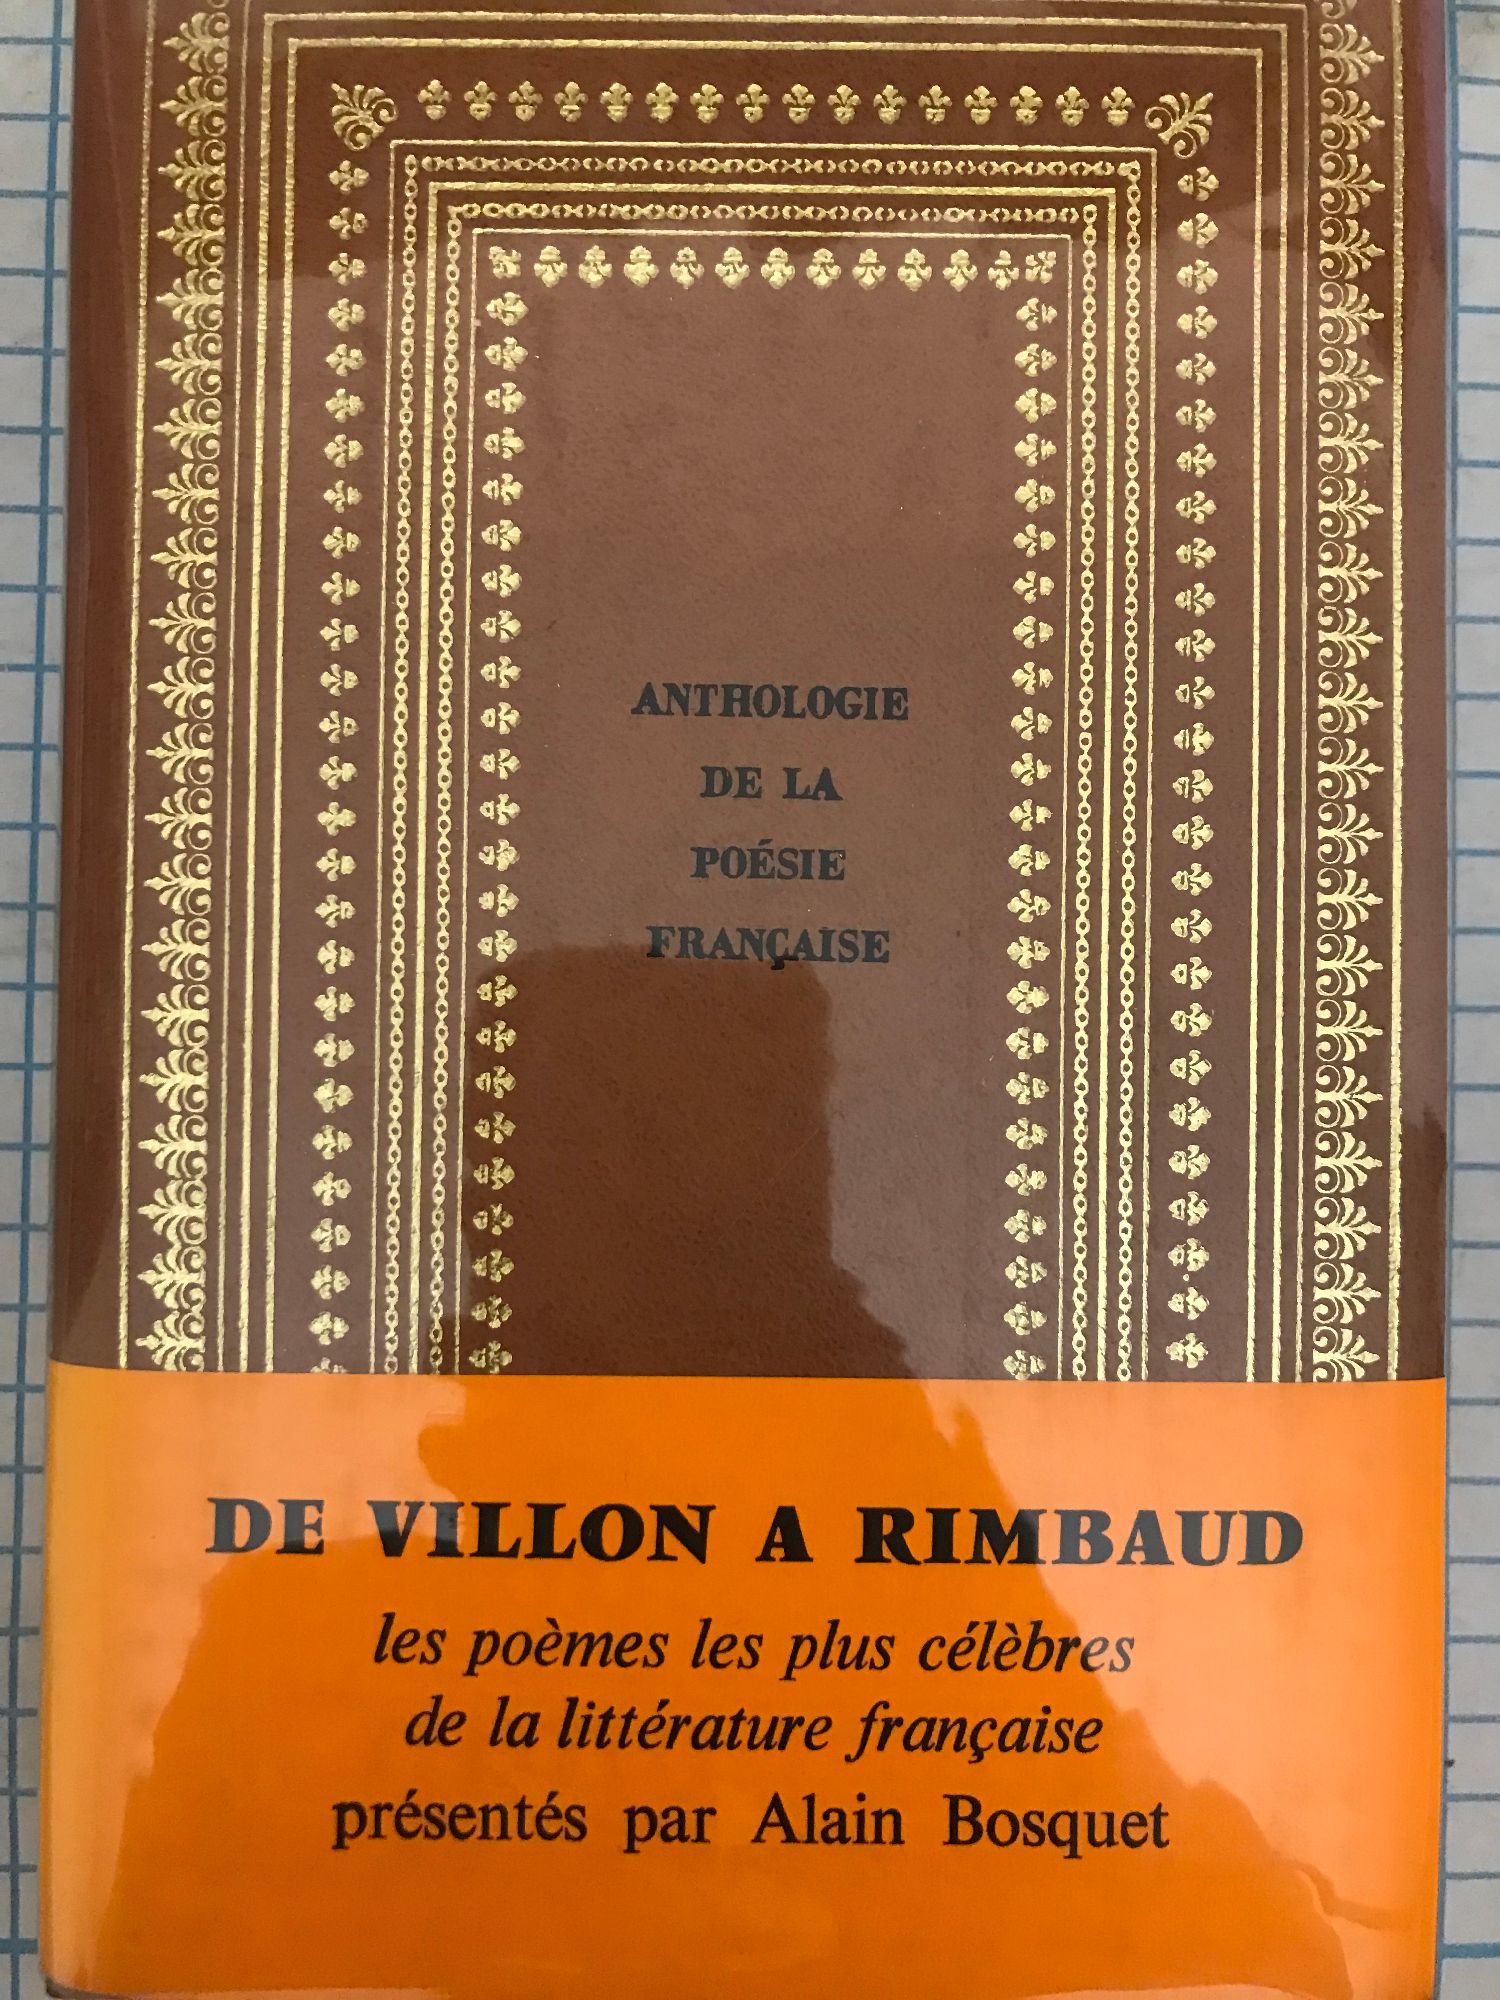 ANTHOLOGIE
DE LA
POÉSIE
FRANÇAISE
DE VILLON A RIMBAUD
les poèmes les plus célèbres
de la littérature française
présentés par Alain Bosquet